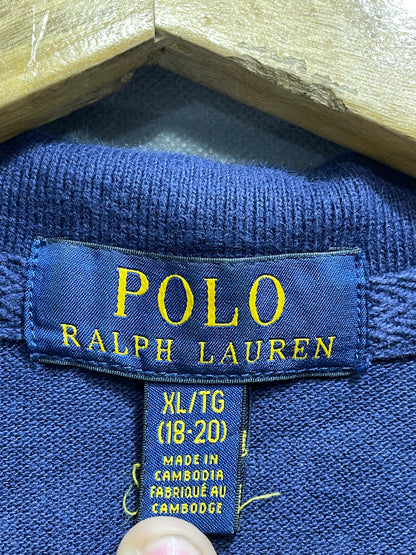 POLO
RALPH LAUREN
XL/TG
(18-20)
MADE IN
CAMBODIA
FABRIQUÉ AU
CAMBODGE